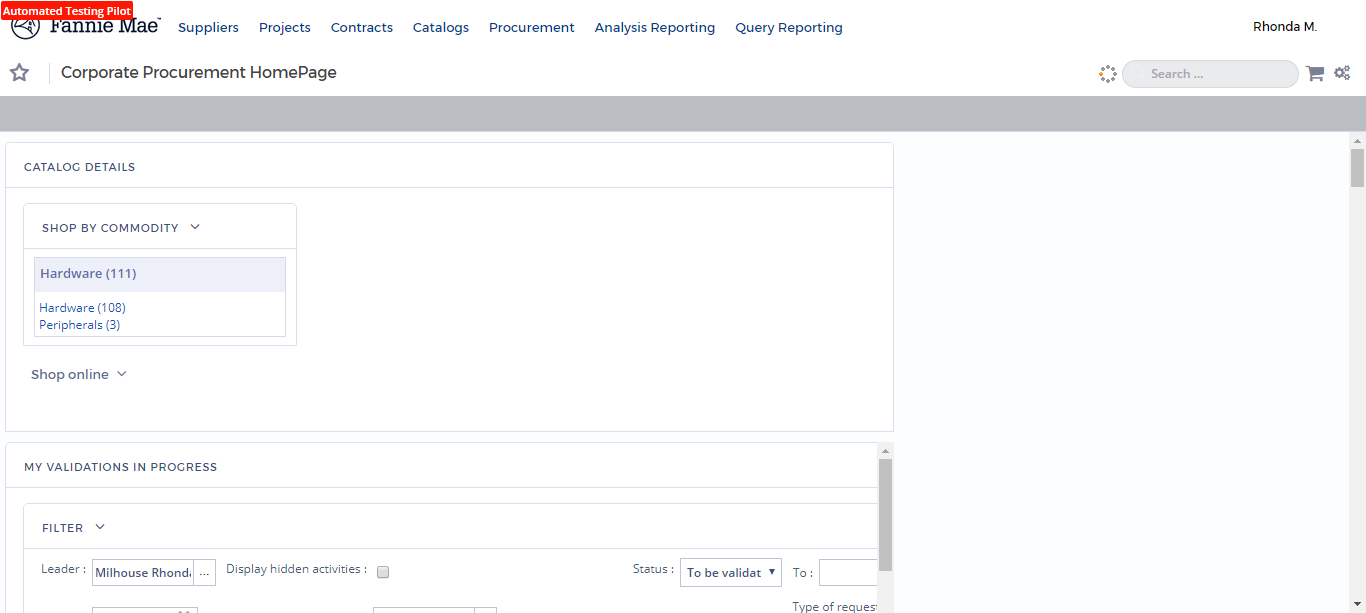 Automated Testing Pilot
Fannie Mae™
Suppliers Projects Contracts Catalogs Procurement Analysis Reporting Query Reporting
Rhonda M.
Corporate Procurement HomePage
Search ...
CATALOG DETAILS
SHOP BY COMMODITY
Hardware (111)
Hardware (108)
Peripherals (3)
Shop online
MY VALIDATIONS IN PROGRESS
FILTER
Leader : Milhouse Rhonda ... Display hidden activities : Status : To be validat To :
Type of request